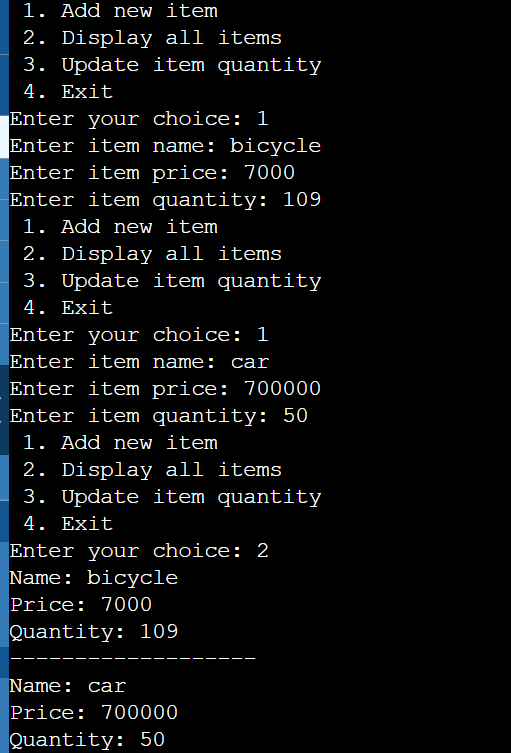 1. Add new item
2. Display all items
3. Update item quantity
4. Exit
Enter your choice: 1
Enter item name: bicycle
Enter item price: 7000
Enter item quantity: 109
1. Add new item
2. Display all items
3. Update item quantity
4. Exit
Enter your choice: 1
Enter item name: car
Enter item price: 700000
Enter item quantity: 50
1. Add new item
2. Display all items
3. Update item quantity
4. Exit
Enter your choice: 2
Name: bicycle
Price: 7000
Quantity: 109
-------------------
Name: car
Price: 700000
Quantity: 50